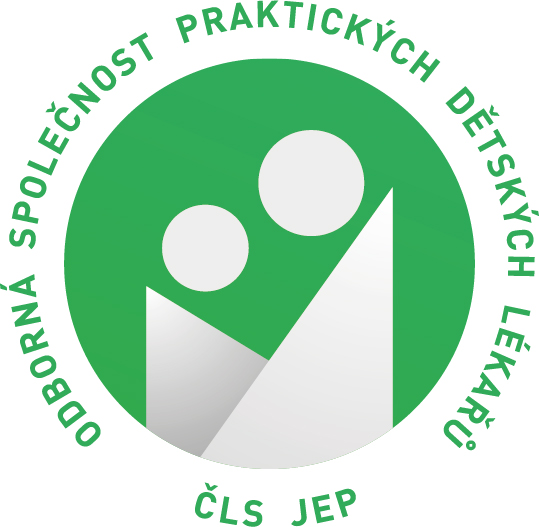 ODBORNÁ SPOLEČNOST PRAKTICKÝCH DĚTSKÝCH LÉKAŘŮ
ČLS JEP